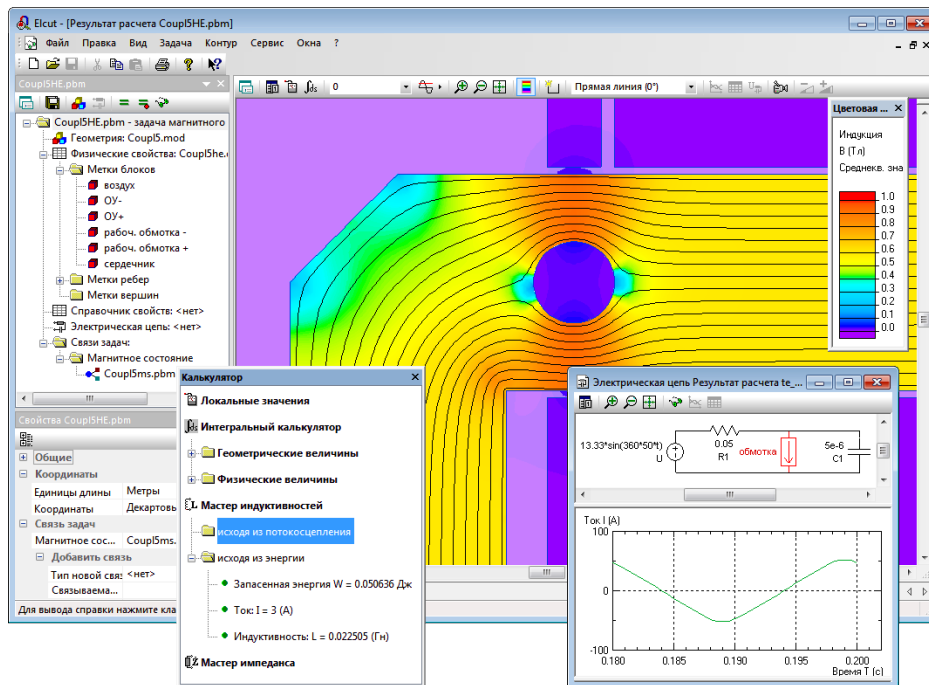 Elcut - [Результат расчета Coupl5HE.pbm]
Файл Правка Вид Задача Контур Сервис Окна ?
Coupl5HE.pbm
0
Прямая линия (0°)
Coupl5HE.pbm - задача магнитного
Геометрия: Coupl5.mod
Физические свойства: Coupl5he.
Метки блоков
воздух
ОУ-
ОУ+
рабоч. обмотка -
рабоч. обмотка +
сердечник
Метки ребер
Метки вершин
Справочник свойств: <нет>
Электрическая цепь: <нет>
Связи задач:
Магнитное состояние
Coupl5ms.pbm
Цветовая ...
Индукция
B (Тл)
Среднекв. зна
1.0
0.9
0.8
0.7
0.6
0.5
0.4
0.3
0.2
0.1
0.0
Свойства Coupl5HE.pbm
Общие
Координаты
Единицы длины Метры
Координаты Декартовы
Связь задач
Магнитное сос... Coupl5ms.
Добавить связь
Тип новой свя: <нет>
Связываема...
Для вывода справки нажмите кла
Калькулятор
Локальные значения
Интегральный калькулятор
Геометрические величины
Физические величины
Мастер индуктивностей
исходя из потокосцепления
исходя из энергии
Запасенная энергия W = 0.050636 Дж
Ток: I = 3 (A)
Индуктивность: L = 0.022505 (Гн)
Мастер импеданса
Электрическая цепь Результат расчета te_...
13.33*sin(360*50*t)
U
0.05
R1
обмотка
5e-6
C1
Ток I (A)
100
0
-100
0.180 0.185 0.190 0.195 0.200
Время T (c)